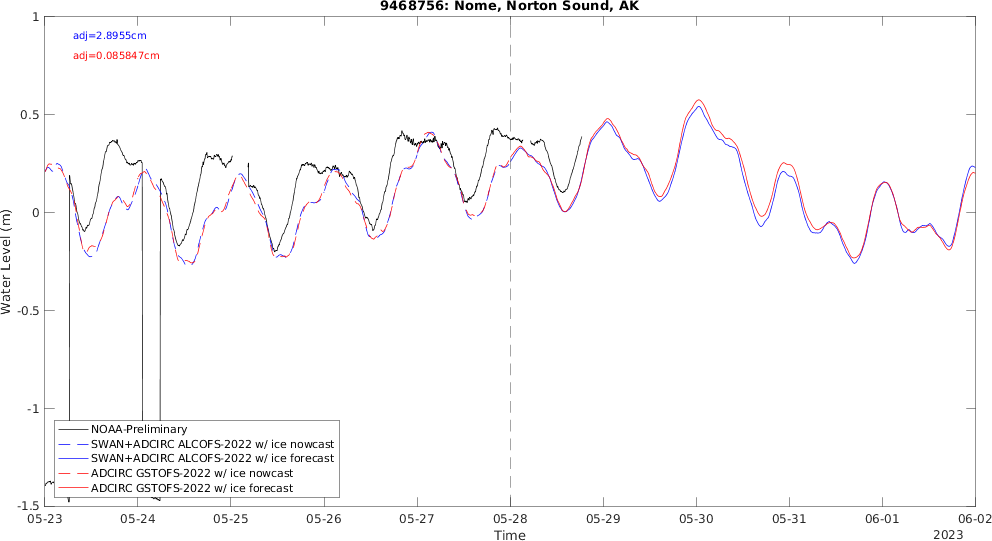 9468756: Nome, Norton Sound, AK
adj=2.8955cm
adj=0.085847cm
Water Level (m)
1
0.5
0
-0.5
-1
-1.5
NOAA-Preliminary
SWAN+ADCIRC ALCOFS-2022 w/ ice nowcast
SWAN+ADCIRC ALCOFS-2022 w/ ice forecast
ADCIRC GSTOFS-2022 w/ ice nowcast
ADCIRC GSTOFS-2022 w/ ice forecast
05-23 05-24 05-25 05-26 05-27 05-28 05-29 05-30 05-31 06-01 06-02
Time
2023